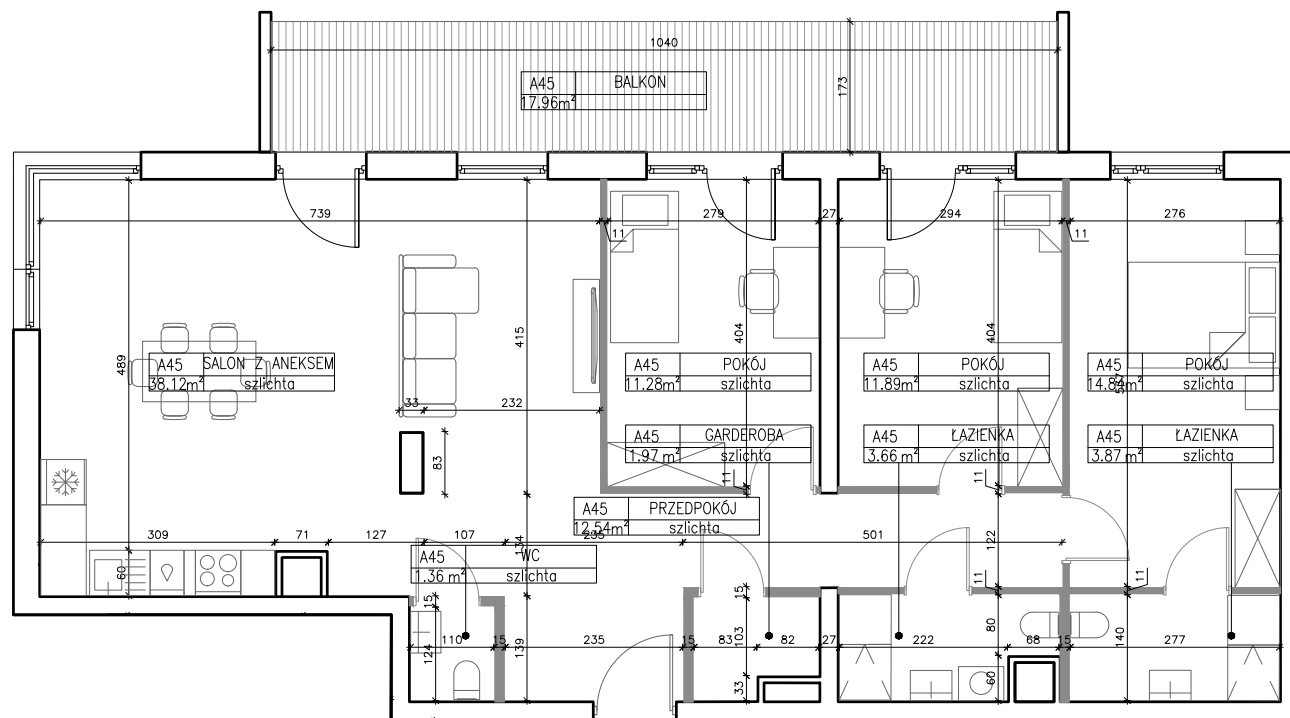 1040
A45 BALKON
17.96m²
173
739
11
279
27
294
11
276
489
415
404
404
A45 SALON Z ANEKSEM
38.12m² szlichta
A45 POKÓJ
11.28m² szlichta
A45 POKÓJ
11.89m² szlichta
A45 POKÓJ
szlichta
33
232
83
A45 GARDEROBA
1.97 m² szlichta
A45 ŁAZIENKA
3.66 m² szlichta
A45 ŁAZIENKA
3.87 m² szlichta
11
11
A45 PRZEDPOKÓJ
12.54m² szlichta
309
71
127
107
235
501
134
122
A45 WC
1.36 m² szlichta
60
11
11
15
15
103
80
140
110
15
235
15
83
82
27
222
68
15
277
124
139
33
60